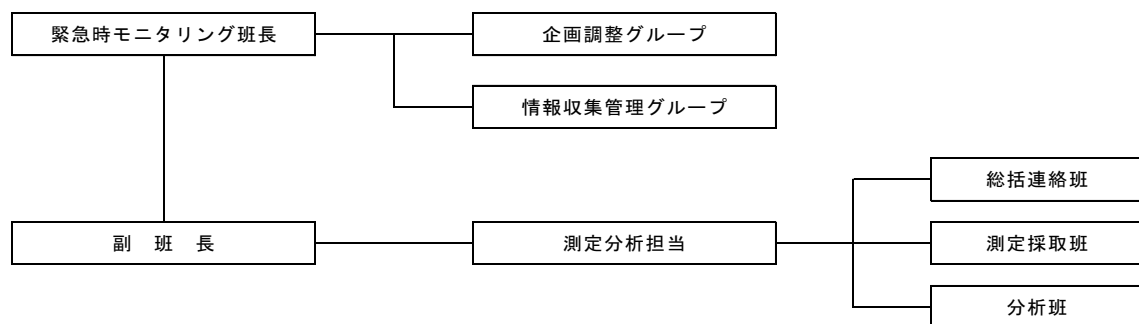 緊急時モニタリング班長
企画調整グループ
情報収集管理グループ
総括連絡班
副　班　長
測定分析担当
測定採取班
分析班